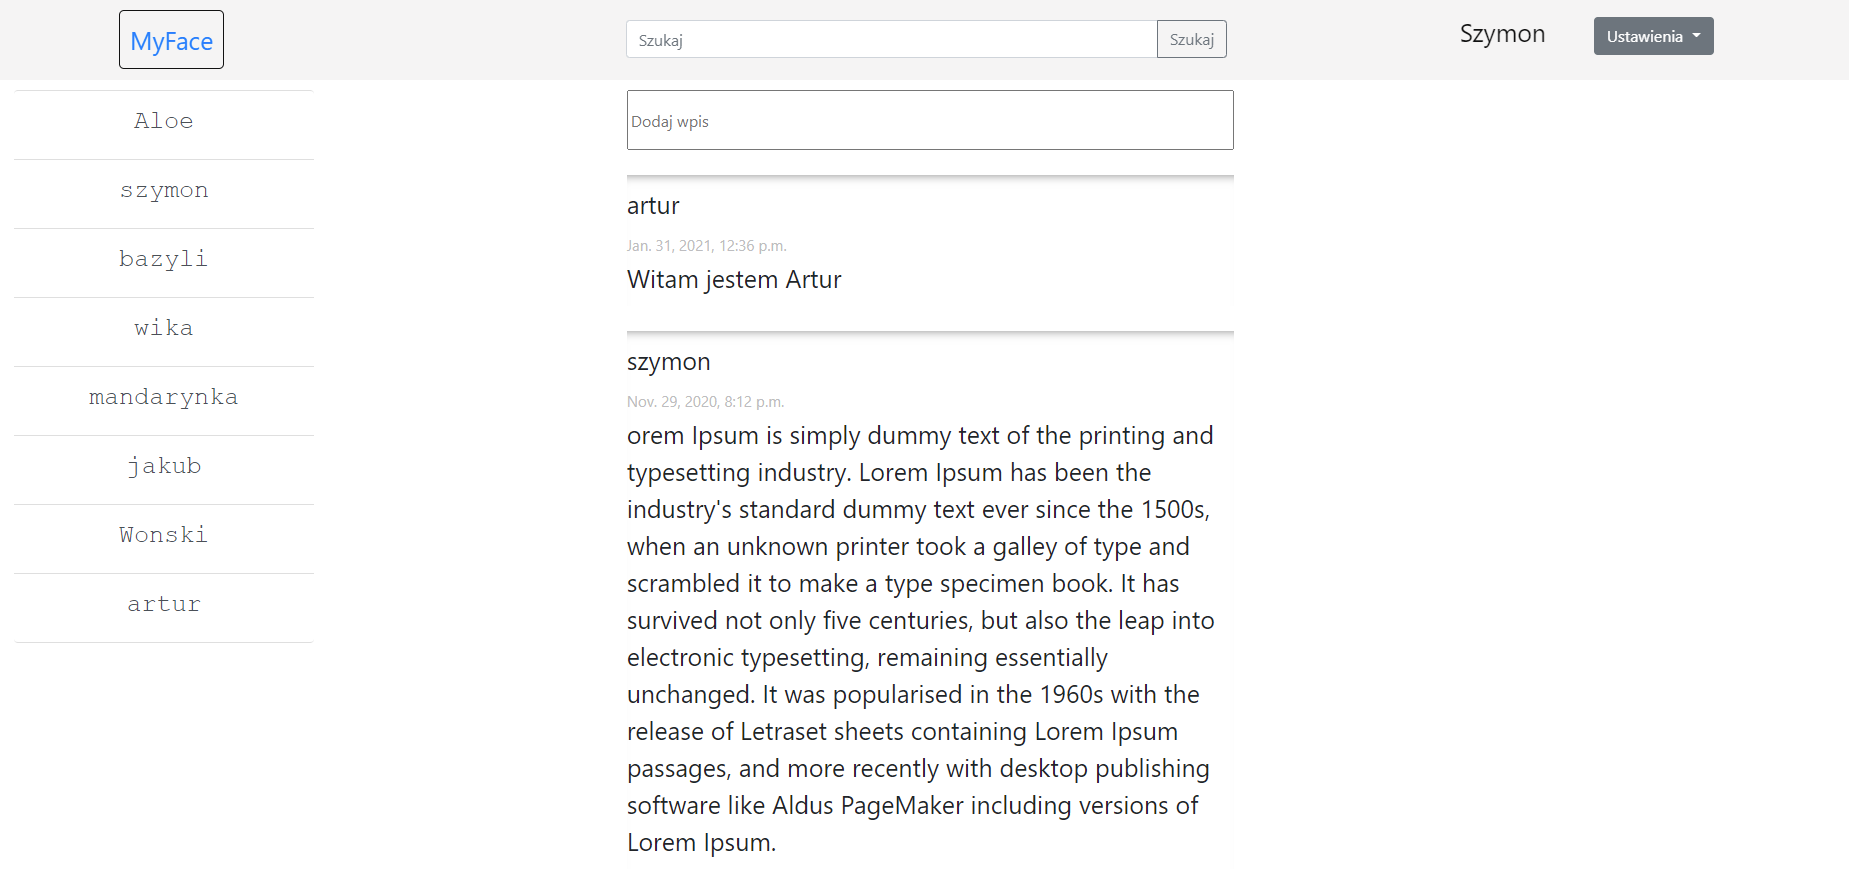 MyFace
Szukaj
Szukaj
Szymon
Ustawienia
Aloe
szymon
bazyli
wika
mandarynka
jakub
Wonski
artur
Dodaj wpis
artur
Jan. 31, 2021, 12:36 p.m.
Witam jestem Artur
szymon
Nov. 29, 2020, 8:12 p.m.
orem Ipsum is simply dummy text of the printing and
typesetting industry. Lorem Ipsum has been the
industry's standard dummy text ever since the 1500s,
when an unknown printer took a galley of type and
scrambled it to make a type specimen book. It has
survived not only five centuries, but also the leap into
electronic typesetting, remaining essentially
unchanged. It was popularised in the 1960s with the
release of Letraset sheets containing Lorem Ipsum
passages, and more recently with desktop publishing
software like Aldus PageMaker including versions of
Lorem Ipsum.